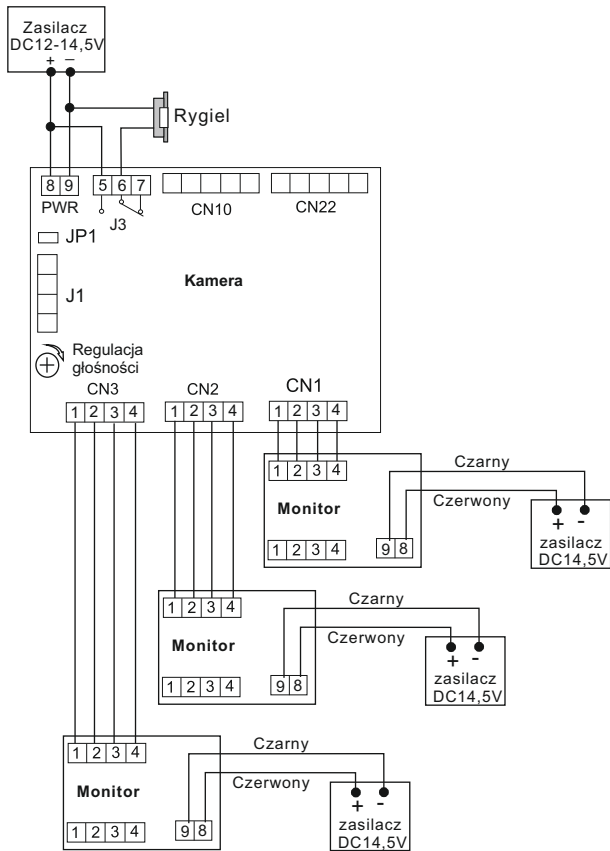 Zasilacz
DC12-14,5V
+ –
Rygiel
8 9
5 6 7
PWR
J3
CN10
CN22
JP1
J1
Kamera
Regulacja
głośności
CN3
CN2
CN1
1 2 3 4
1 2 3 4
1 2 3 4
1 2 3 4
Czarny
Monitor
Czerwony
+ -
zasilacz
DC14,5V
1 2 3 4
9 8
1 2 3 4
Czarny
Monitor
Czerwony
+ -
zasilacz
DC14,5V
1 2 3 4
9 8
1 2 3 4
Czarny
Monitor
Czerwony
+ -
zasilacz
DC14,5V
1 2 3 4
9 8